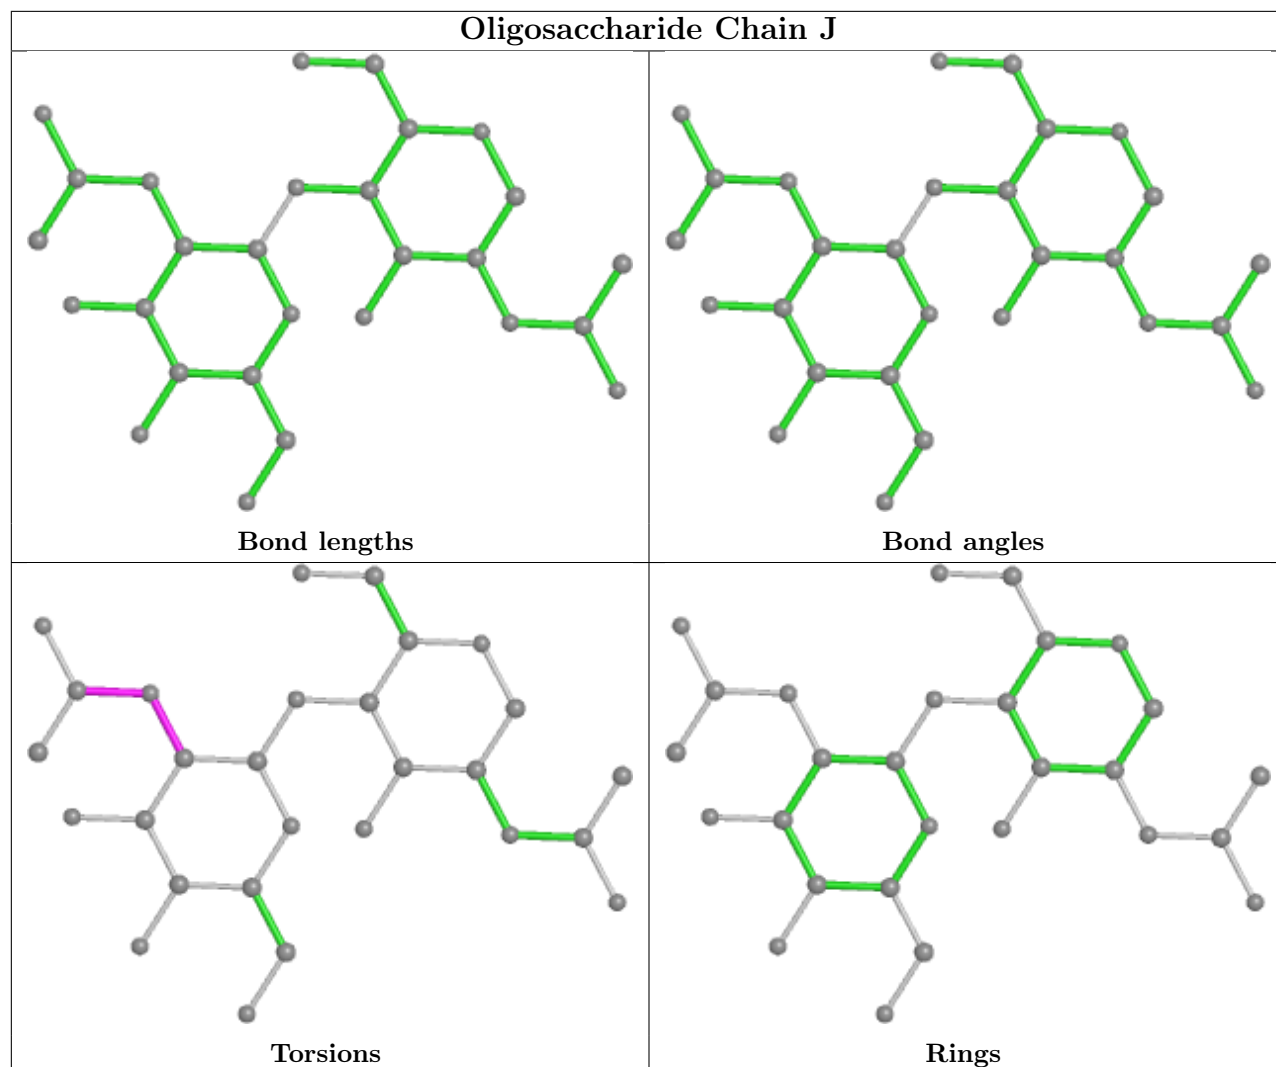 Oligosaccharide Chain J
Bond lengths
Bond angles
Torsions
Rings